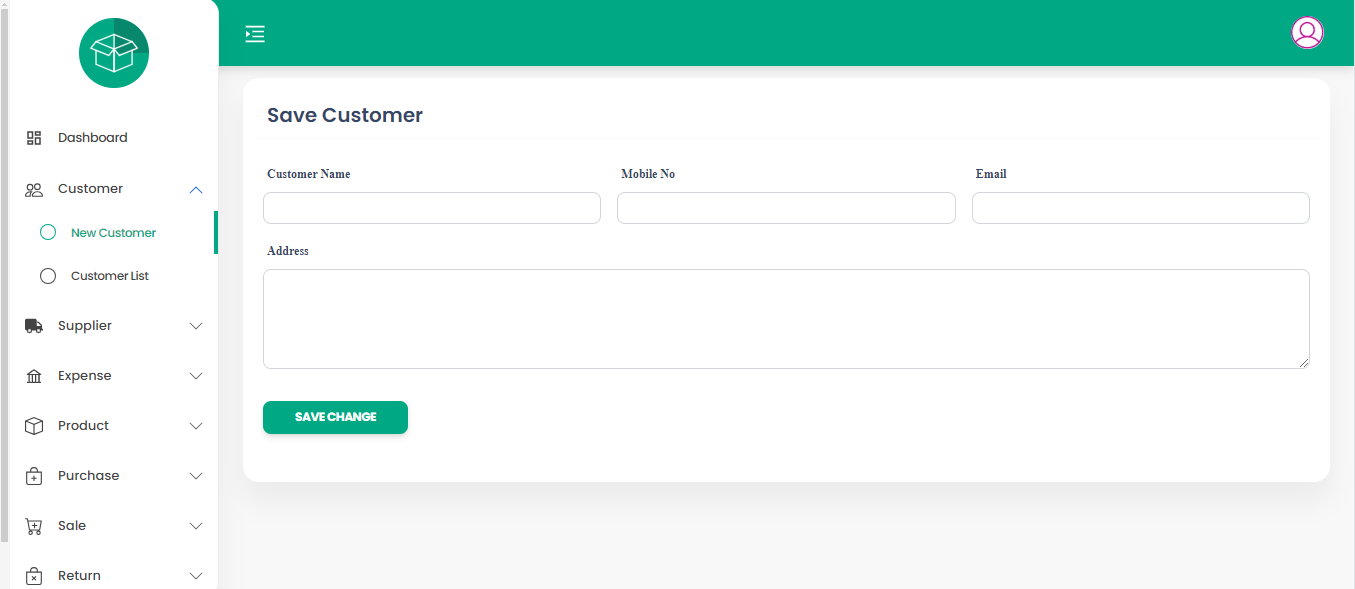 Dashboard
Customer
New Customer
Customer List
Supplier
Expense
Product
Purchase
Sale
Return
Save Customer
Customer Name
Mobile No
Email
Address
SAVE CHANGE